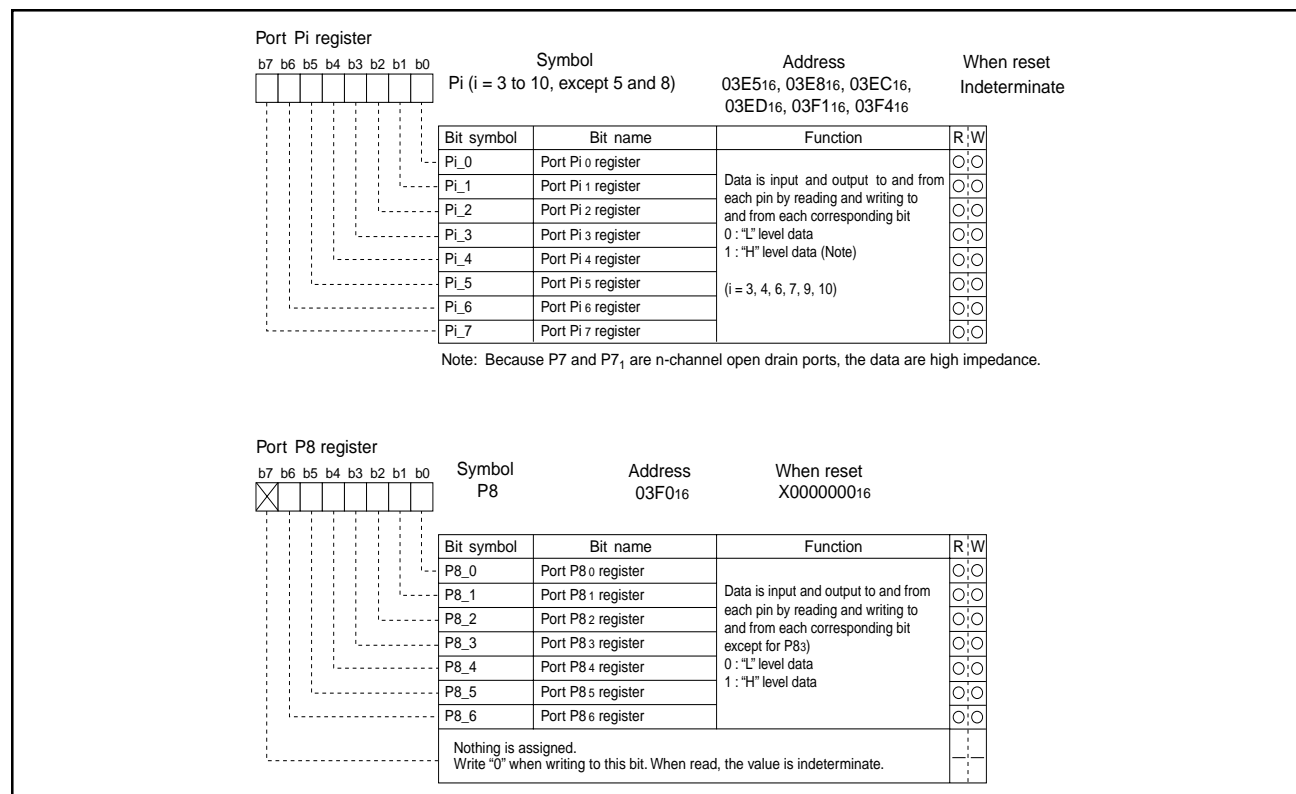 Port Pi register
b7 b6 b5 b4 b3 b2 b1 b0
Symbol Address When reset
Pi (i = 3 to 10, except 5 and 8) 03E516, 03E816, 03EC16, Indeterminate
03ED16, 03F116, 03F416
Bit symbol Bit name Function R W
Pi_0 Port Pi 0 register
Pi_1 Port Pi 1 register
Pi_2 Port Pi 2 register
Pi_3 Port Pi 3 register
Pi_4 Port Pi 4 register
Pi_5 Port Pi 5 register
Pi_6 Port Pi 6 register
Pi_7 Port Pi 7 register
Data is input and output to and from
each pin by reading and writing to
and from each corresponding bit
0 : “L” level data
1 : “H” level data (Note)
(i = 3, 4, 6, 7, 9, 10)
Note: Because P7 and P71 are n-channel open drain ports, the data are high impedance.
Port P8 register
b7 b6 b5 b4 b3 b2 b1 b0
Symbol Address When reset
P8 03F016 X000000016
Bit symbol Bit name Function R W
P8_0 Port P8 0 register
P8_1 Port P8 1 register
P8_2 Port P8 2 register
P8_3 Port P8 3 register
P8_4 Port P8 4 register
P8_5 Port P8 5 register
P8_6 Port P8 6 register
Data is input and output to and from
each pin by reading and writing to
and from each corresponding bit
except for P83)
0 : “L” level data
1 : “H” level data
Nothing is assigned.
Write “0” when writing to this bit. When read, the value is indeterminate.